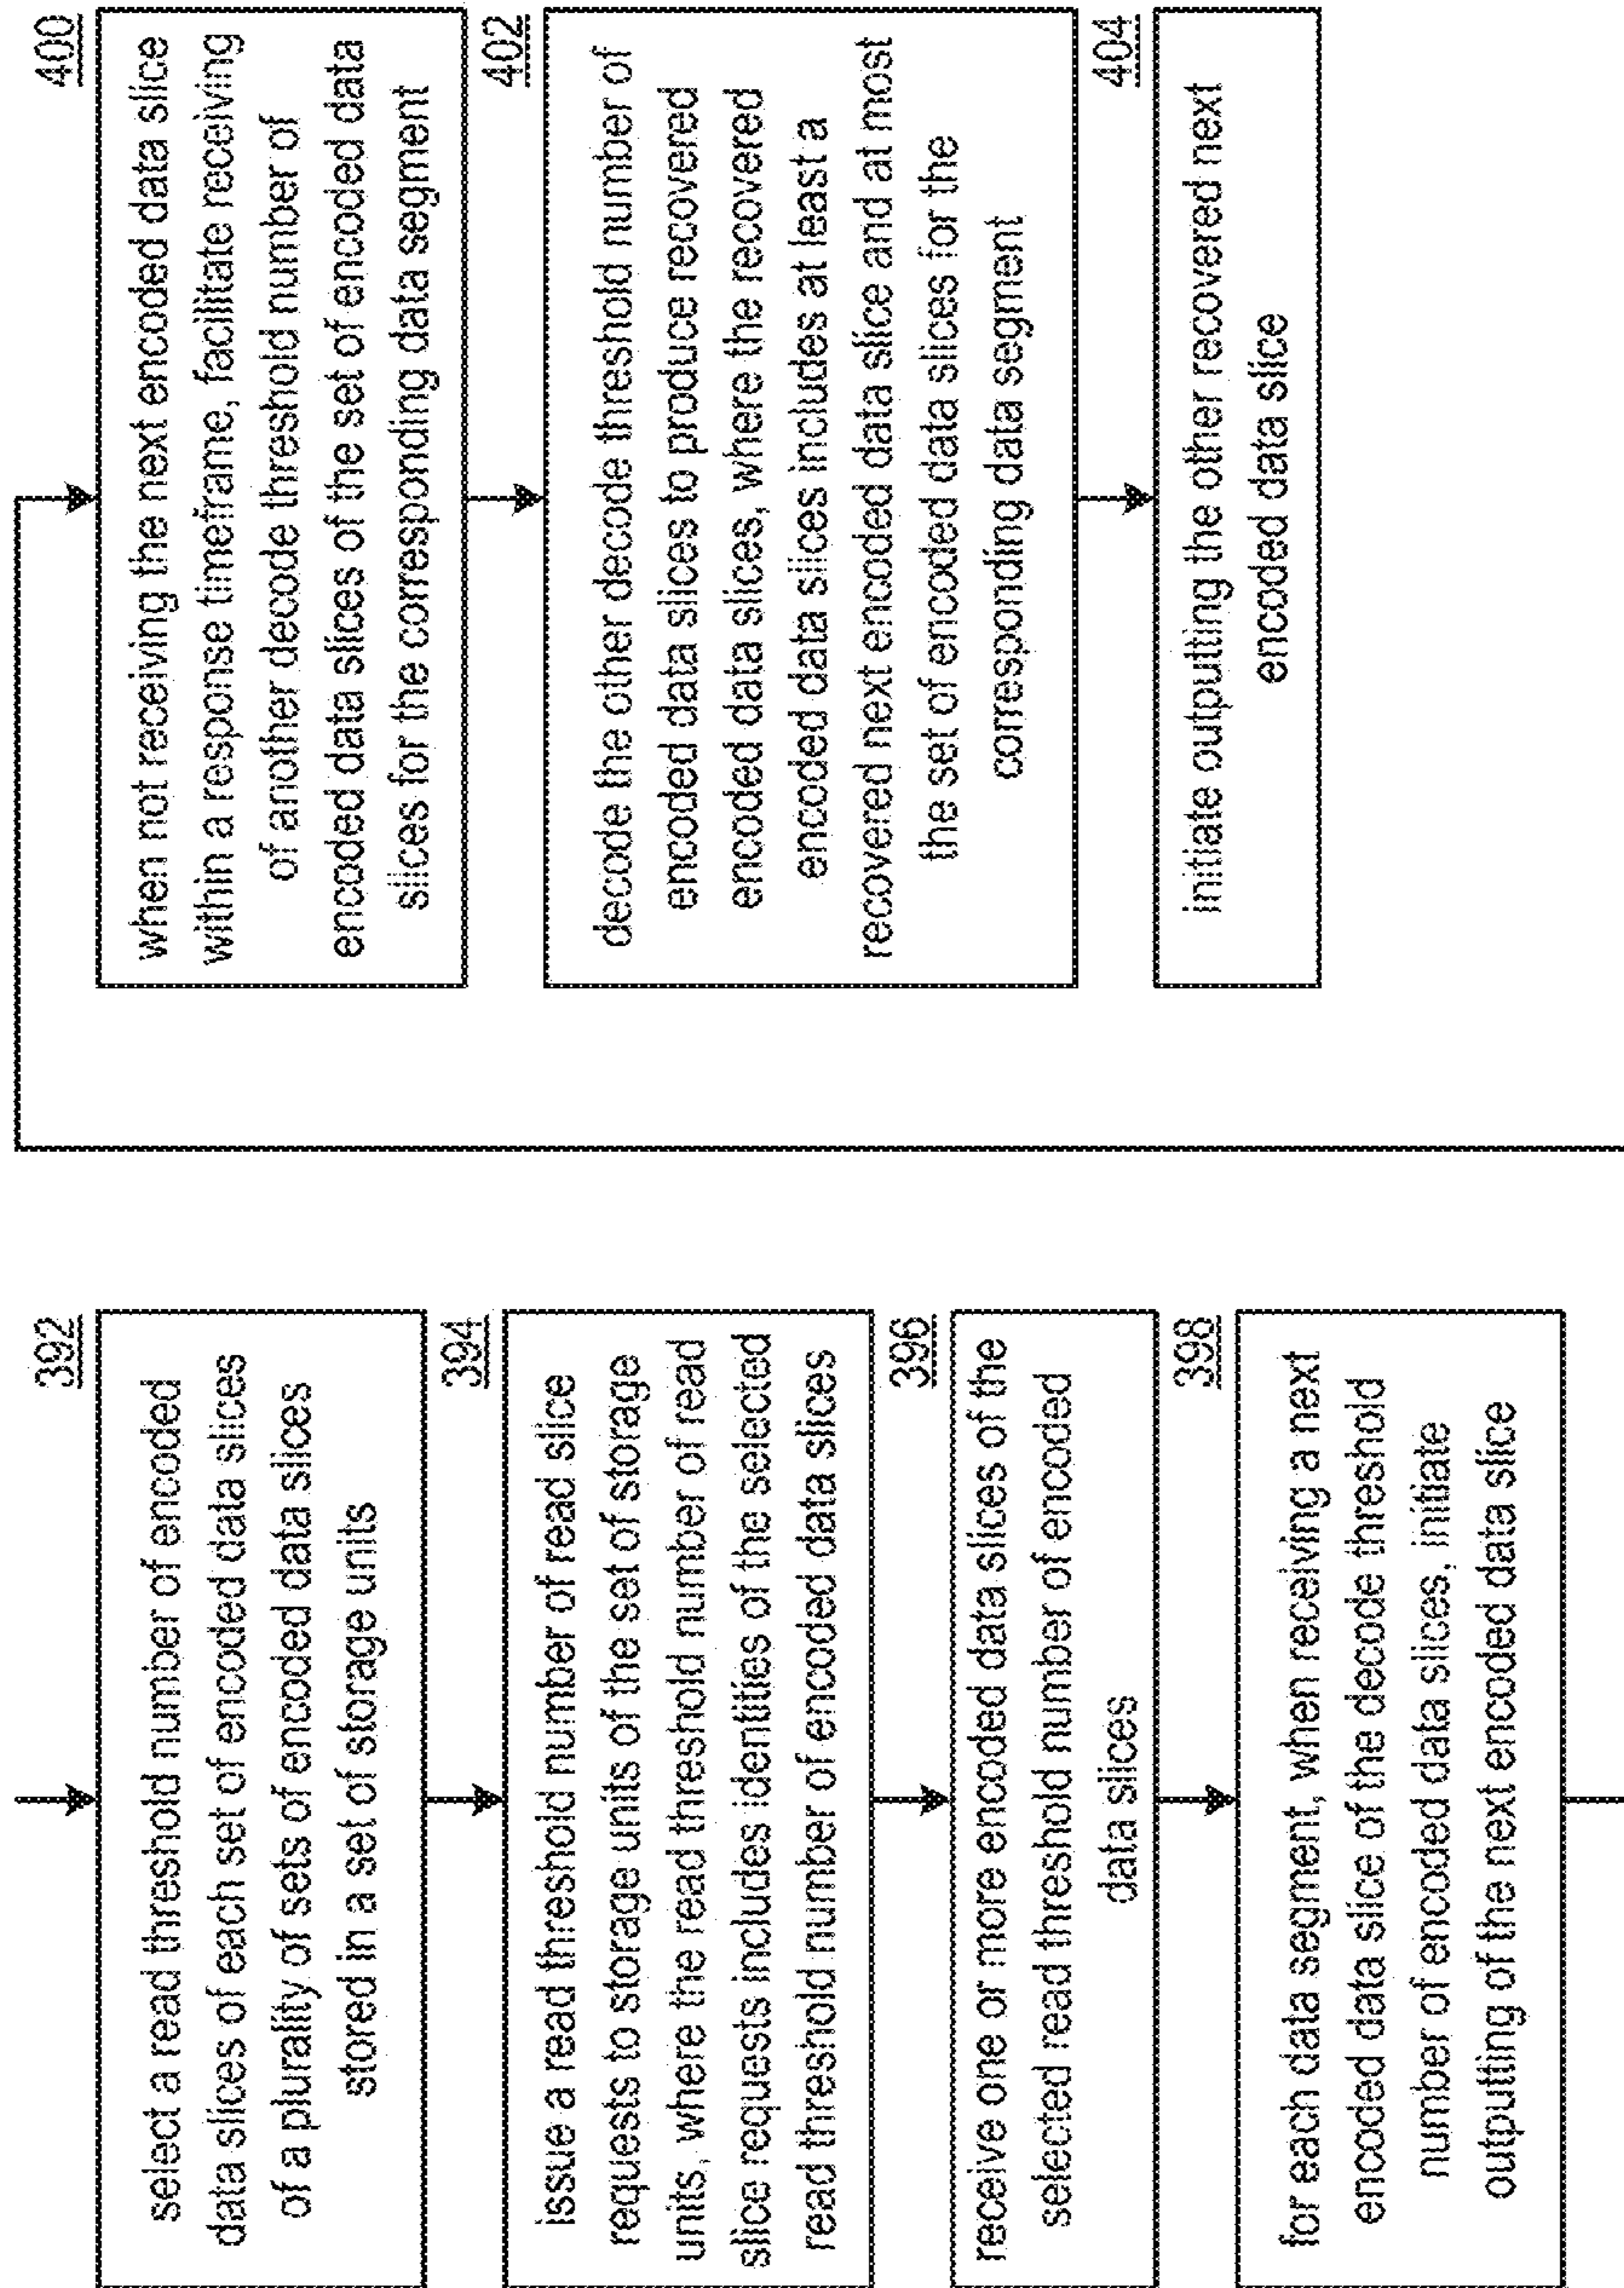 392
select a read threshold number of encoded
data slices of each set of encoded data slices
of a plurality of sets of encoded data slices
stored in a set of storage units
394
issue a read threshold number of read slice
requests to storage units of the set of storage
units, where the read threshold number of read
slice requests includes identities of the selected
read threshold number of encoded data slices
396
receive one or more encoded data slices of the
selected read threshold number of encoded
data slices
398
for each data segment, when receiving a next
encoded data slice of the decode threshold
number of encoded data slices, initiate
outputting of the next encoded data slice
400
when not receiving the next encoded data slice
within a response timeframe, facilitate receiving
of another decode threshold number of
encoded data slices of the set of encoded data
slices for the corresponding data segment
402
decode the other decode threshold number of
encoded data slices to produce recovered
encoded data slices, where the recovered
encoded data slices includes at least a
recovered next encoded data slice and at most
the set of encoded data slices for the
corresponding data segment
404
initiate outputting the other recovered next
encoded data slice